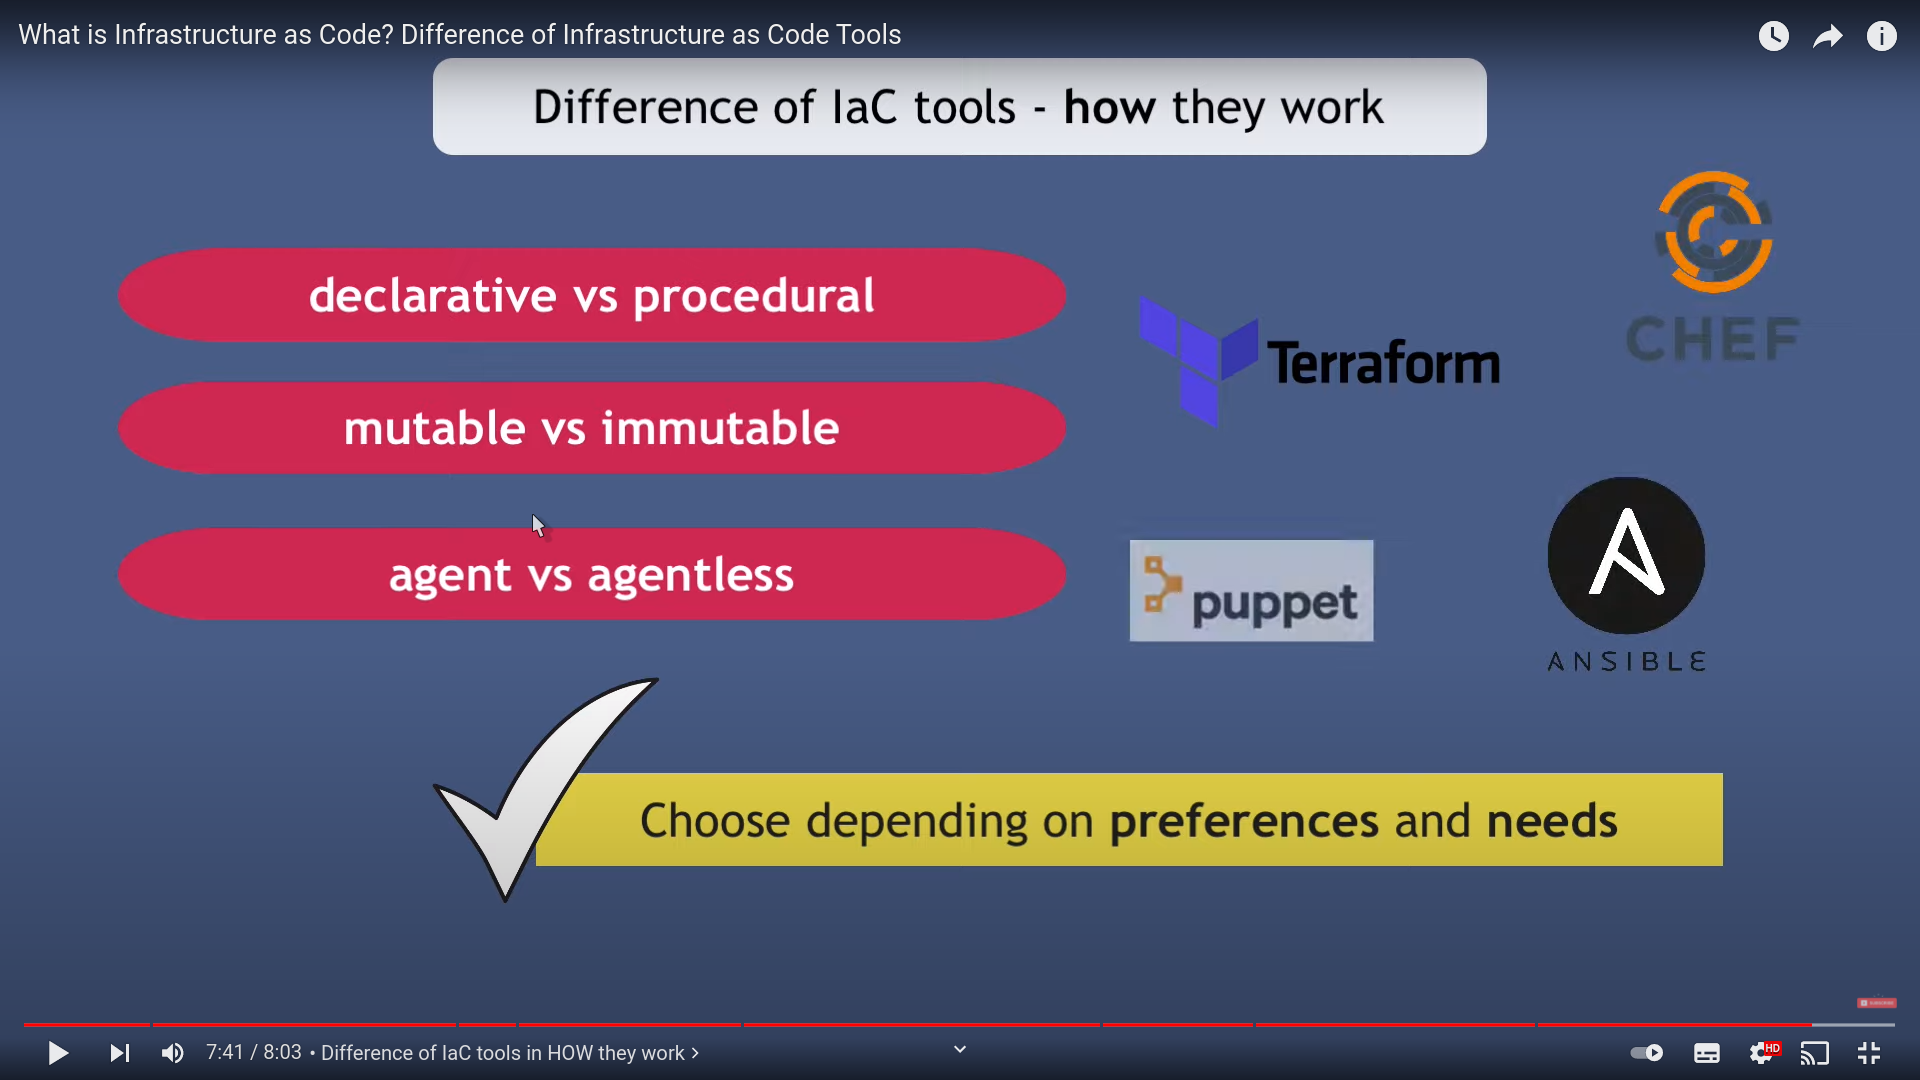 What is Infrastructure as Code? Difference of Infrastructure as Code Tools
Difference of IaC tools - how they work
declarative vs procedural
mutable vs immutable
agent vs agentless
Terraform
CHEF
puppet
ANSIBLE
Choose depending on preferences and needs
SUBSCRIBE
7:41 / 8:03 • Difference of IaC tools in HOW they work >
HD